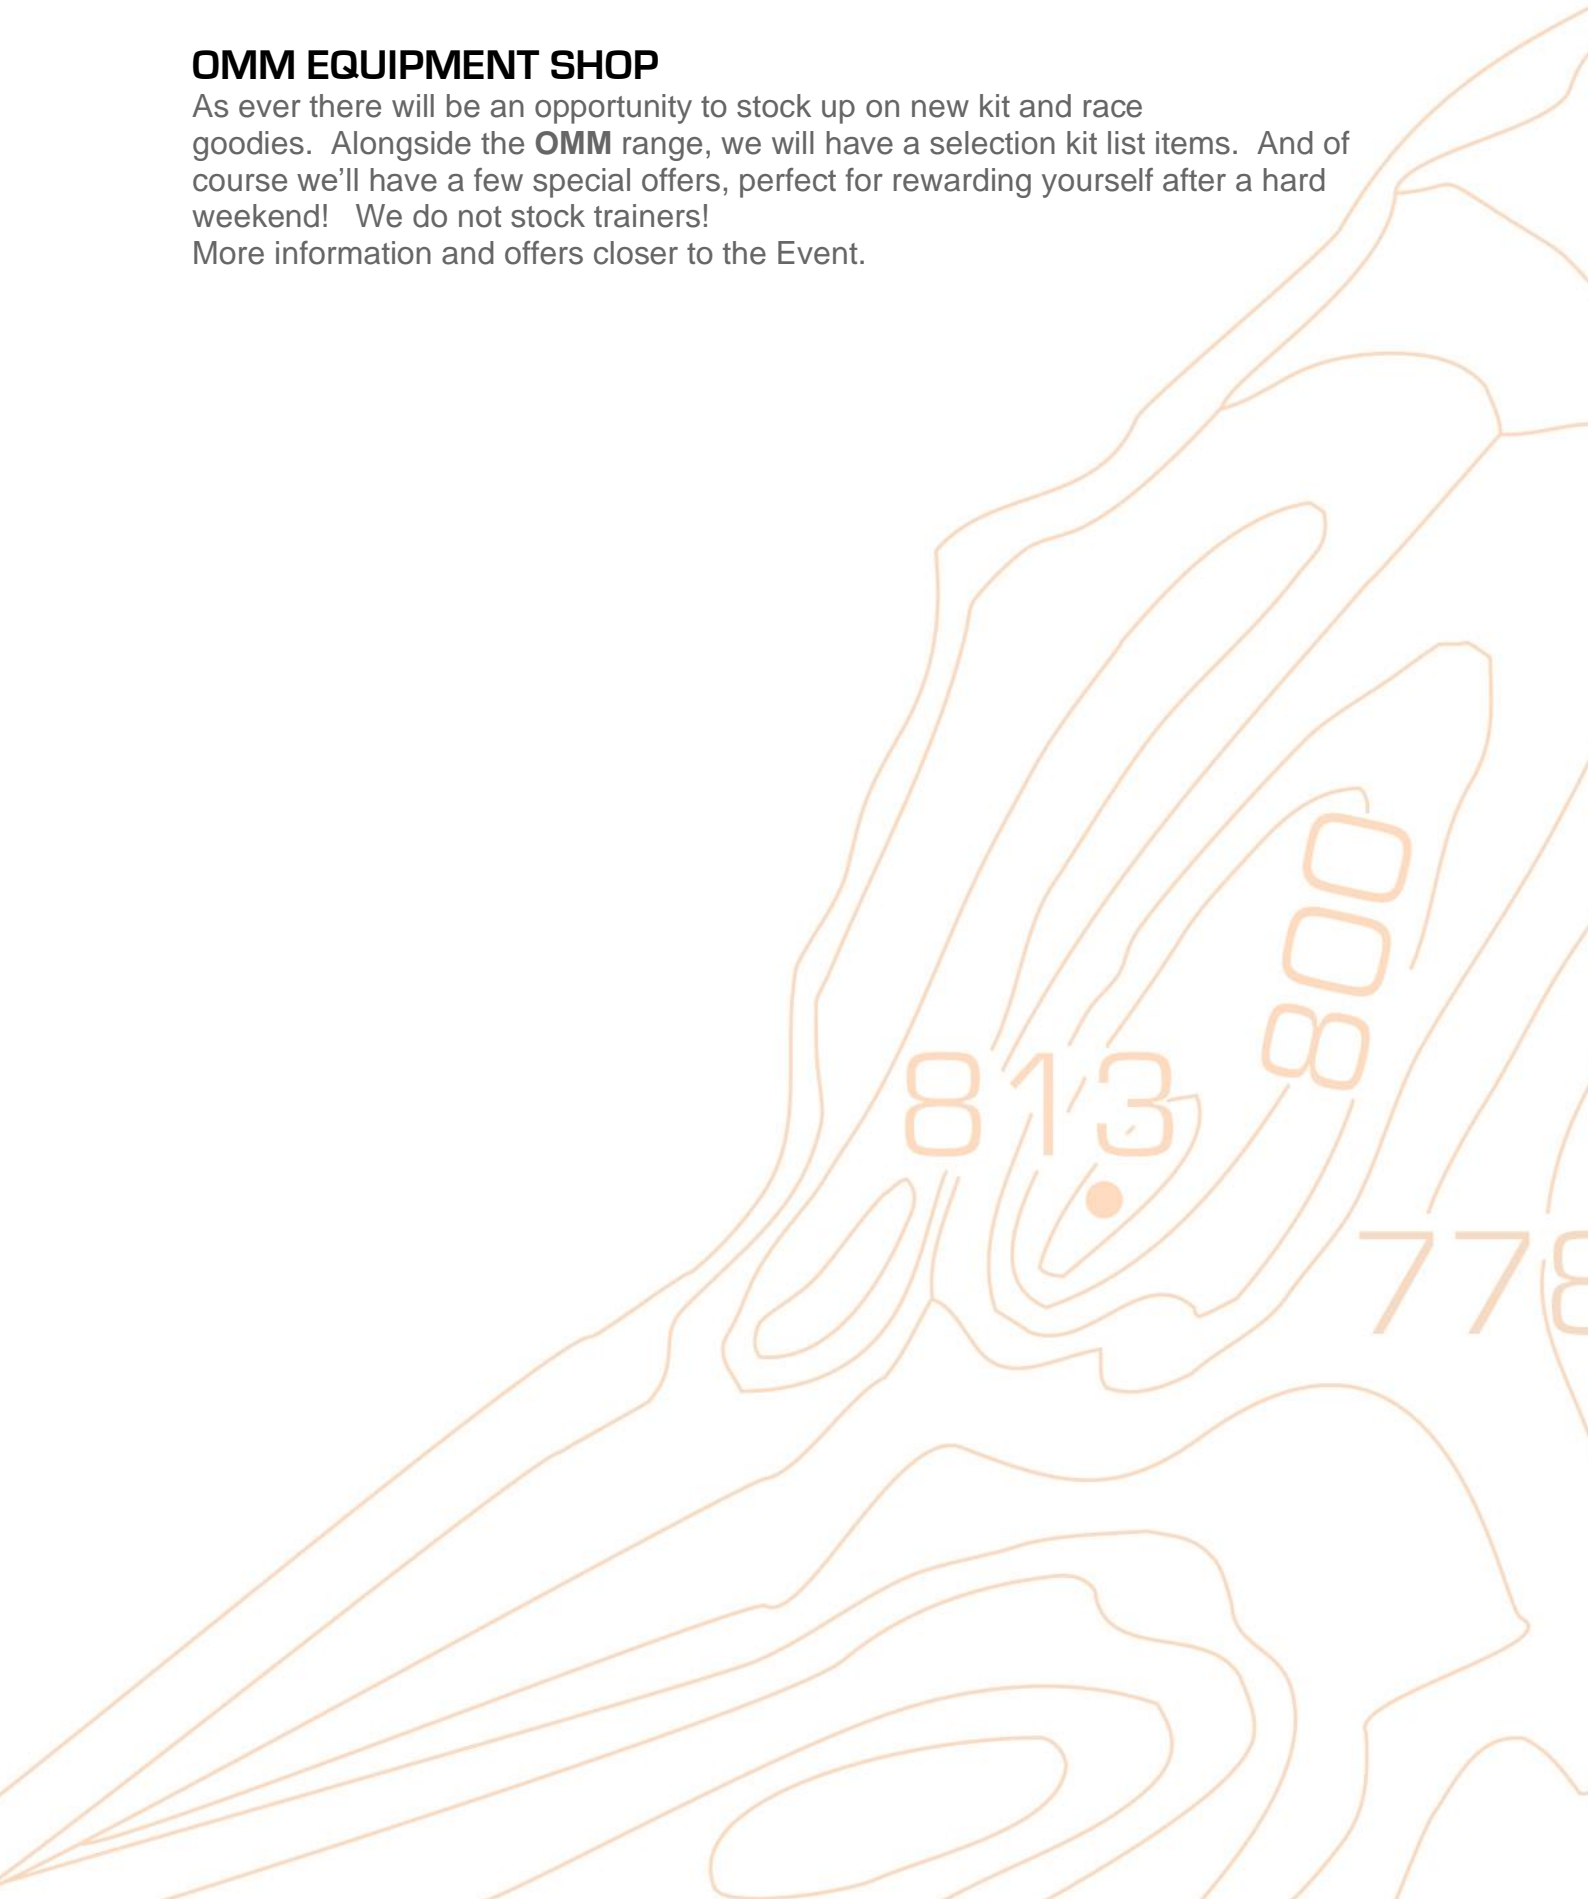 OMM EQUIPMENT SHOP
As ever there will be an opportunity to stock up on new kit and race
goodies.  Alongside the OMM range, we will have a selection kit list items.  And of
course we'll have a few special offers, perfect for rewarding yourself after a hard
weekend!   We do not stock trainers!
More information and offers closer to the Event.
800
813
778